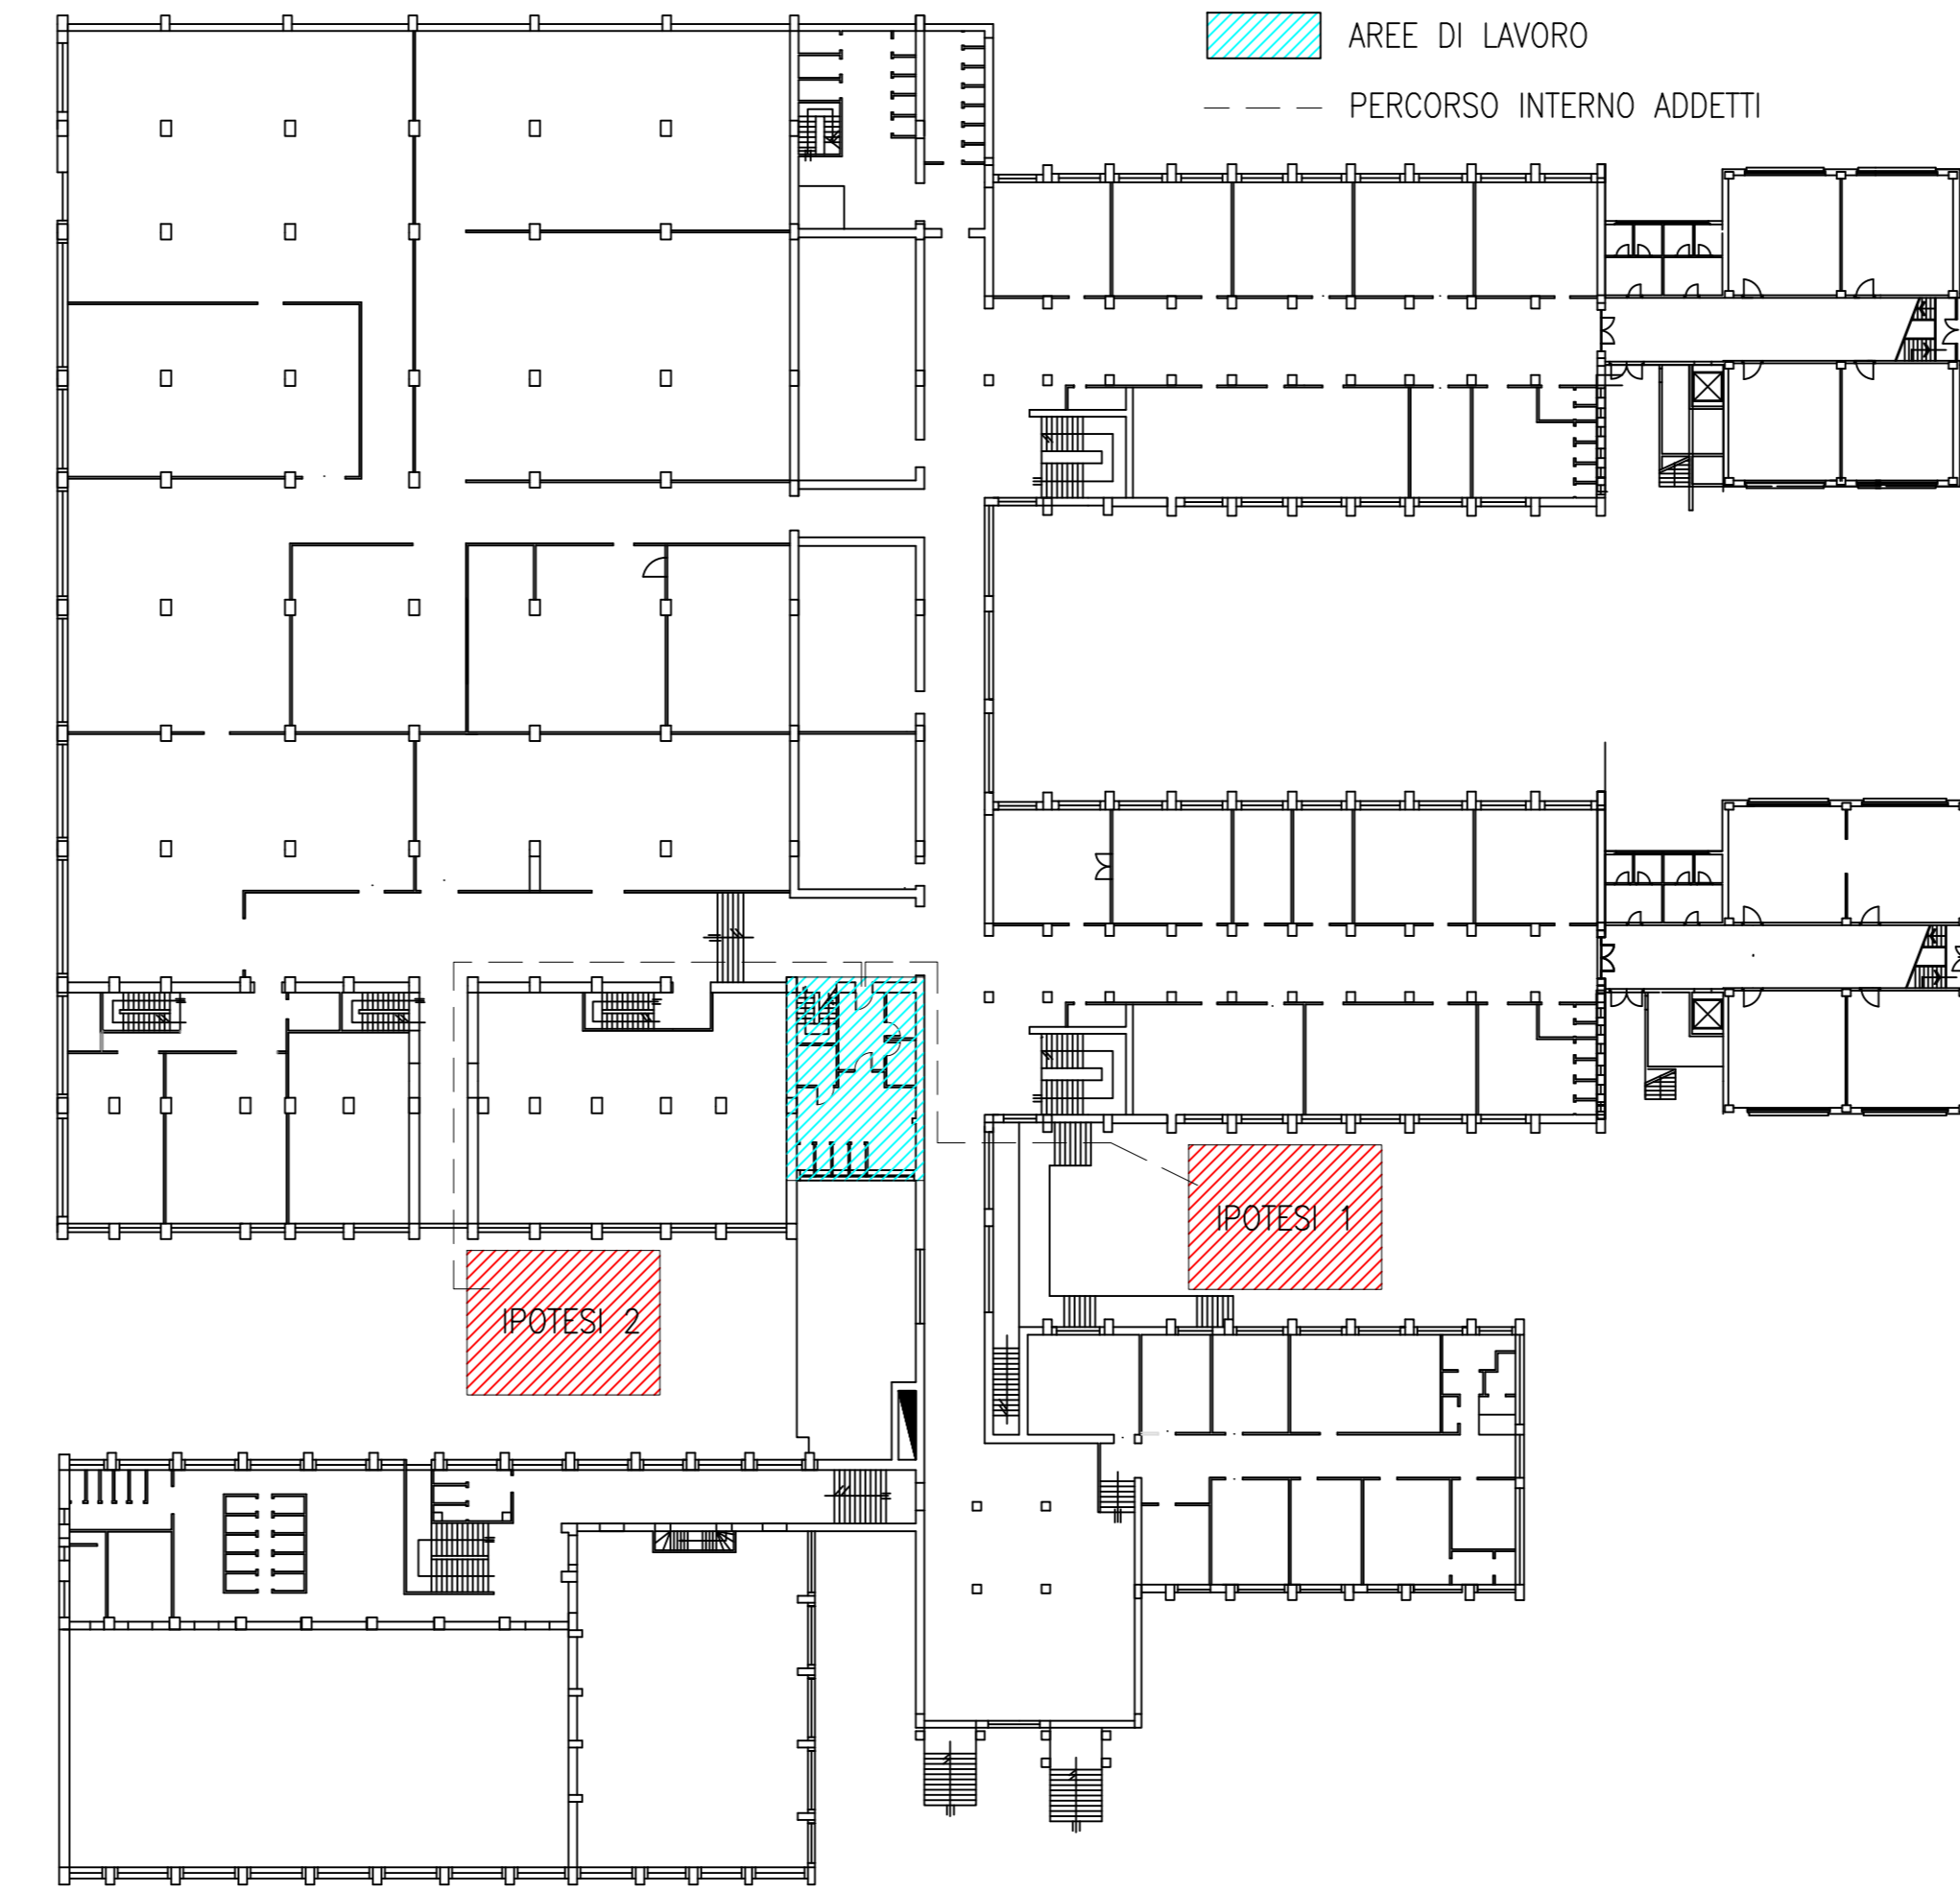 AREE DI LAVORO
PERCORSO INTERNO ADDETTI
IPOTESI 1
IPOTESI 2